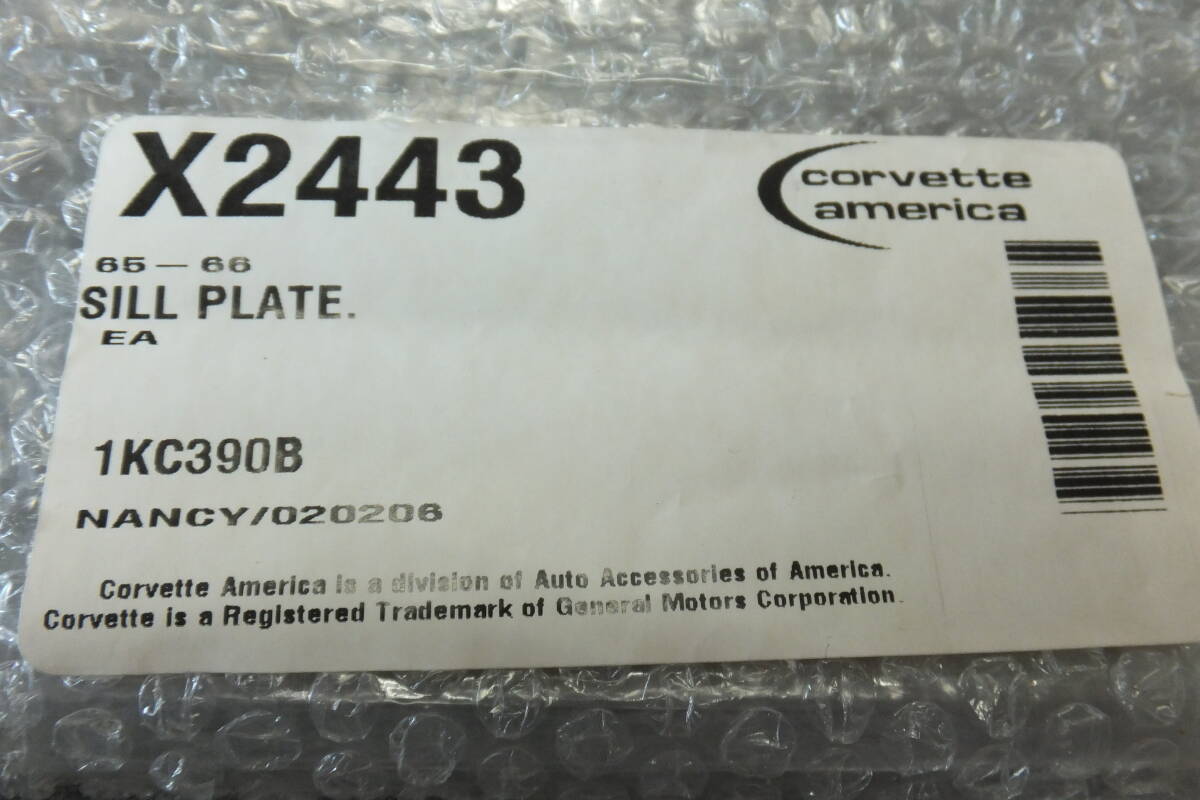 X2443
corvette
america
65 — 66
SILL PLATE.
EA
1KC390B
NANCY/020206
Corvette America is a division of Auto Accessories of America.
Corvette is a Registered Trademark of General Motors Corporation.